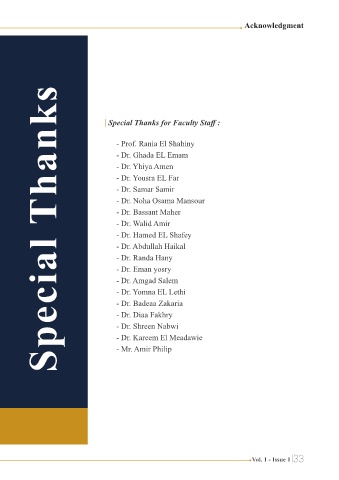 Acknowledgment
Special Thanks
Special Thanks for Faculty Staff :
- Prof. Rania El Shahiny
- Dr. Ghada EL Emam
- Dr. Yhiya Amen
- Dr. Yousra EL Far
- Dr. Samar Samir
- Dr. Noha Osama Mansour
- Dr. Bassant Maher
- Dr. Walid Amir
- Dr. Hamed EL Shafey
- Dr. Abdullah Haikal
- Dr. Randa Hany
- Dr. Eman yosry
- Dr. Amgad Salem
- Dr. Yomna EL Lethi
- Dr. Badeaa Zakaria
- Dr. Diaa Fakhry
- Dr. Shreen Nabwi
- Dr. Kareem El Meadawie
- Mr. Amir Philip
Vol. 1 - Issue 1 |33